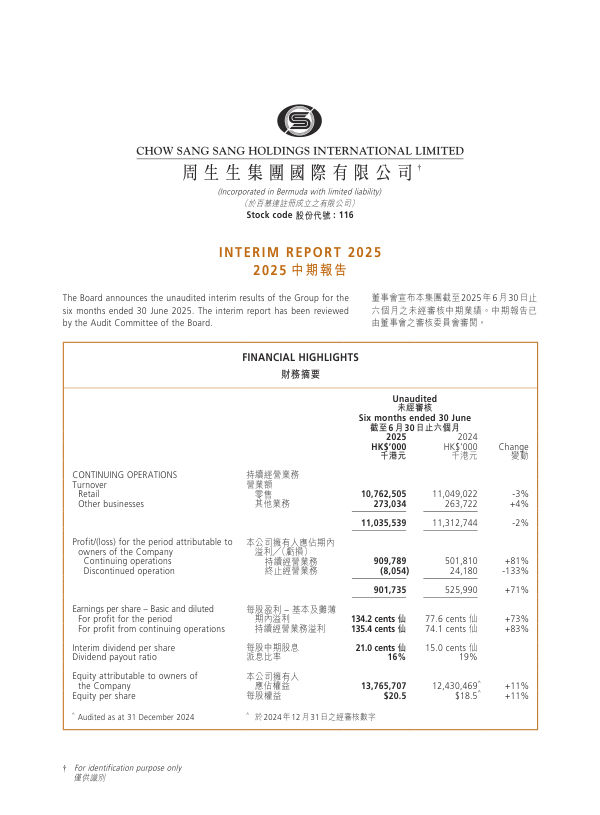 CHOW SANG SANG HOLDINGS INTERNATIONAL LIMITED
周生生集團國際有限公司†
(Incorporated in Bermuda with limited liability)
(於百慕達註冊成立之有限公司)
Stock code 股份代號 : 116
INTERIM REPORT 2025
2025 中期報告
The Board announces the unaudited interim results of the Group for the
six months ended 30 June 2025. The interim report has been reviewed
by the Audit Committee of the Board.
董事會宣布本集團截至2025年6月30日止
六個月之未經審核中期業績。中期報告已
由董事會之審核委員會審閱。
FINANCIAL HIGHLIGHTS
財務摘要
Unaudited
未經審核
Six months ended 30 June
截至6月30日止六個月
2025 2024
HK$'000 HK$'000 Change
千港元 千港元 變動
CONTINUING OPERATIONS 持續經營業務
Turnover 營業額
Retail 零售 10,762,505 11,049,022 -3%
Other businesses 其他業務 273,034 263,722 +4%
11,035,539 11,312,744 -2%
Profit/(loss) for the period attributable to 本公司擁有人應佔期內
owners of the Company 溢利/(虧損)
Continuing operations 持續經營業務 909,789 501,810 +81%
Discontinued operation 終止經營業務 (8,054) 24,180 -133%
901,735 525,990 +71%
Earnings per share – Basic and diluted 每股盈利 – 基本及攤薄
For profit for the period 期內溢利 134.2 cents 仙 77.6 cents 仙 +73%
For profit from continuing operations 持續經營業務溢利 135.4 cents 仙 74.1 cents 仙 +83%
Interim dividend per share 每股中期股息 21.0 cents 仙 15.0 cents 仙
Dividend payout ratio 派息比率 16% 19%
Equity attributable to owners of 本公司擁有人
the Company 應佔權益 13,765,707 12,430,469^ +11%
Equity per share 每股權益 $20.5 $18.5^ +11%
^ Audited as at 31 December 2024 ^ 於2024年12月31日之經審核數字
† For identification purpose only
僅供識別